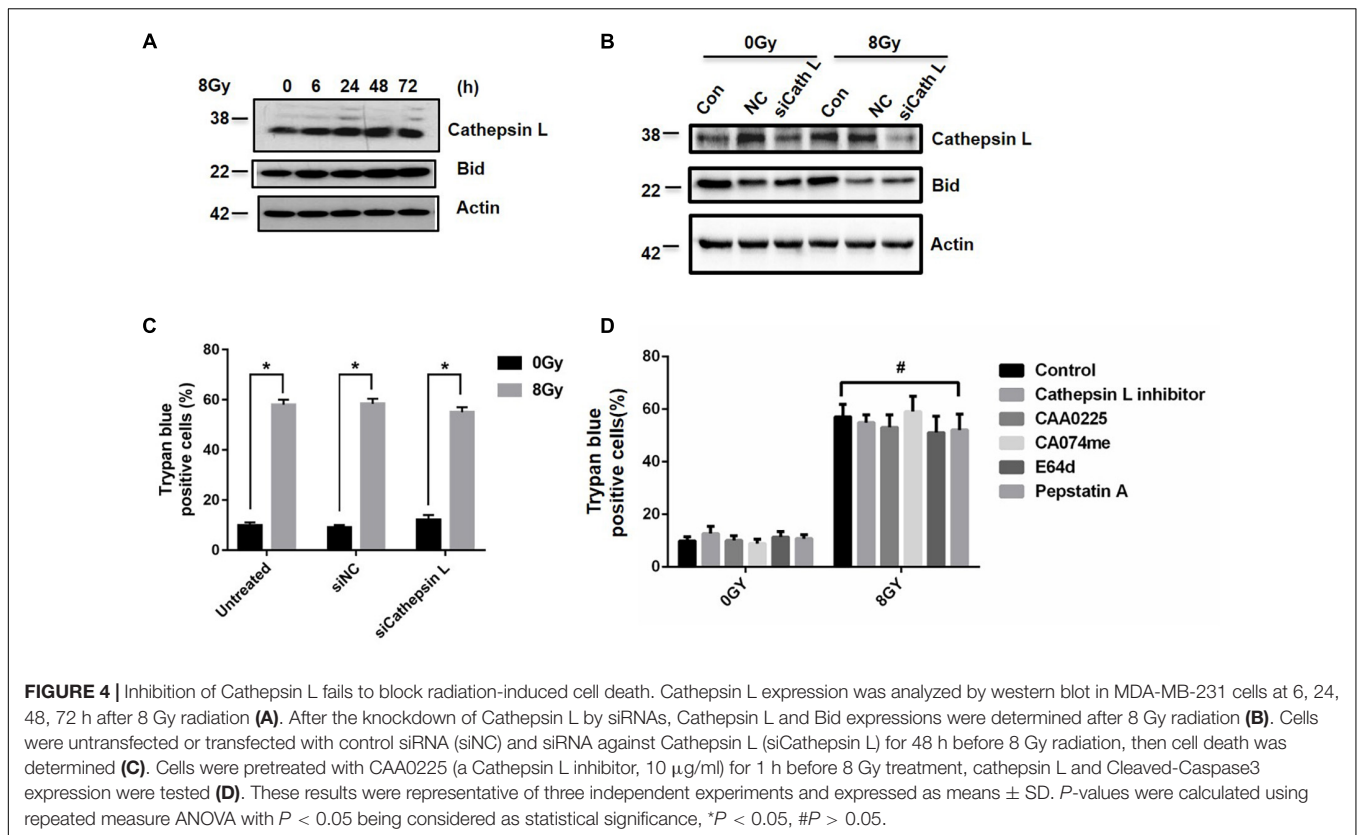 A
8Gy 0 6 24 48 72 (h)
38
Cathepsin L
22
Bid
42
Actin
B
0Gy 8Gy
Con NC siCath L Con NC siCath L
38
Cathepsin L
22
Bid
42
Actin
C
Trypan blue
positive cells (%)
80
60
40
20
0
* * *
0Gy
8Gy
Untreated siNC siCathepsin L
D
Trypan blue
positive cells(%)
80
60
40
20
0
#
0GY 8GY
Control
Cathepsin L inhibitor
CAA0225
CA074me
E64d
Pepstatin A
FIGURE 4 | Inhibition of Cathepsin L fails to block radiation-induced cell death. Cathepsin L expression was analyzed by western blot in MDA-MB-231 cells at 6, 24,
48, 72 h after 8 Gy radiation (A). After the knockdown of Cathepsin L by siRNAs, Cathepsin L and Bid expressions were determined after 8 Gy radiation (B). Cells
were untransfected or transfected with control siRNA (siNC) and siRNA against Cathepsin L (siCathepsin L) for 48 h before 8 Gy radiation, then cell death was
determined (C). Cells were pretreated with CAA0225 (a Cathepsin L inhibitor, 10 μg/ml) for 1 h before 8 Gy treatment, cathepsin L and Cleaved-Caspase3
expression were tested (D). These results were representative of three independent experiments and expressed as means ± SD. P-values were calculated using
repeated measure ANOVA with P < 0.05 being considered as statistical significance, *P < 0.05, #P > 0.05.